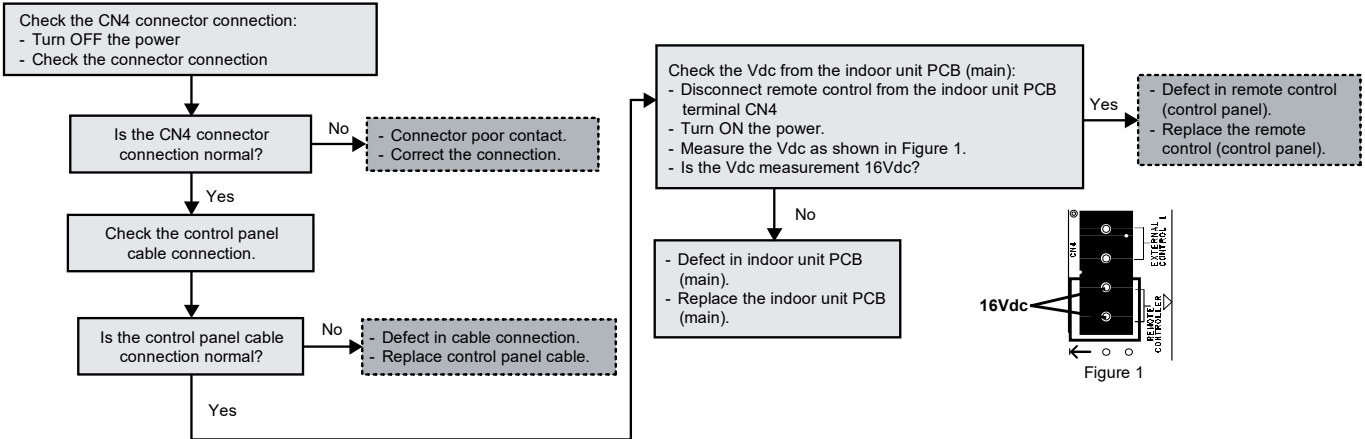 Check the CN4 connector connection:
- Turn OFF the power
- Check the connector connection
Is the CN4 connector
connection normal?
No
- Connector poor contact.
- Correct the connection.
Yes
Check the control panel
cable connection.
Is the control panel cable
connection normal?
No
- Defect in cable connection.
- Replace control panel cable.
Yes
Check the Vdc from the indoor unit PCB (main):
- Disconnect remote control from the indoor unit PCB
terminal CN4
- Turn ON the power.
- Measure the Vdc as shown in Figure 1.
- Is the Vdc measurement 16Vdc?
Yes
- Defect in remote control
(control panel).
- Replace the remote
control (control panel).
No
- Defect in indoor unit PCB
(main).
- Replace the indoor unit PCB
(main).
CN4
EXTERNAL
CONTROL 1
16Vdc
REMOTE
CONTROLLER
Figure 1